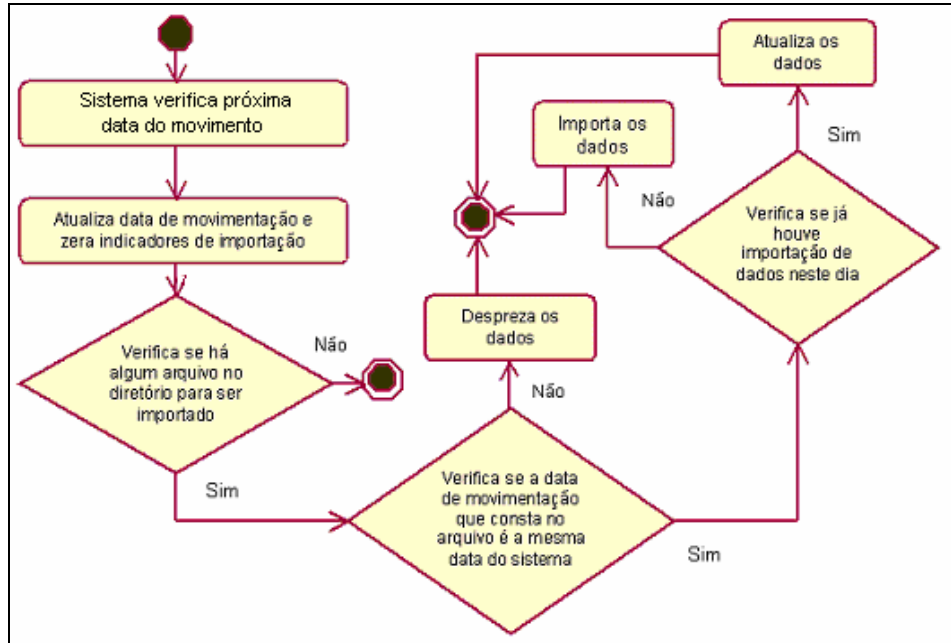 Sistema verifica próxima
data do movimento
Atualiza data de movimentação e
zera indicadores de importação
Verifica se há
algum arquivo no
diretório para ser
importado
Não
Sim
Verifica se a data
de movimentação
que consta no
arquivo é a mesma
data do sistema
Não
Despreza os
dados
Sim
Verifica se já
houve
importação de
dados neste dia
Não
Importa os
dados
Sim
Atualiza os
dados